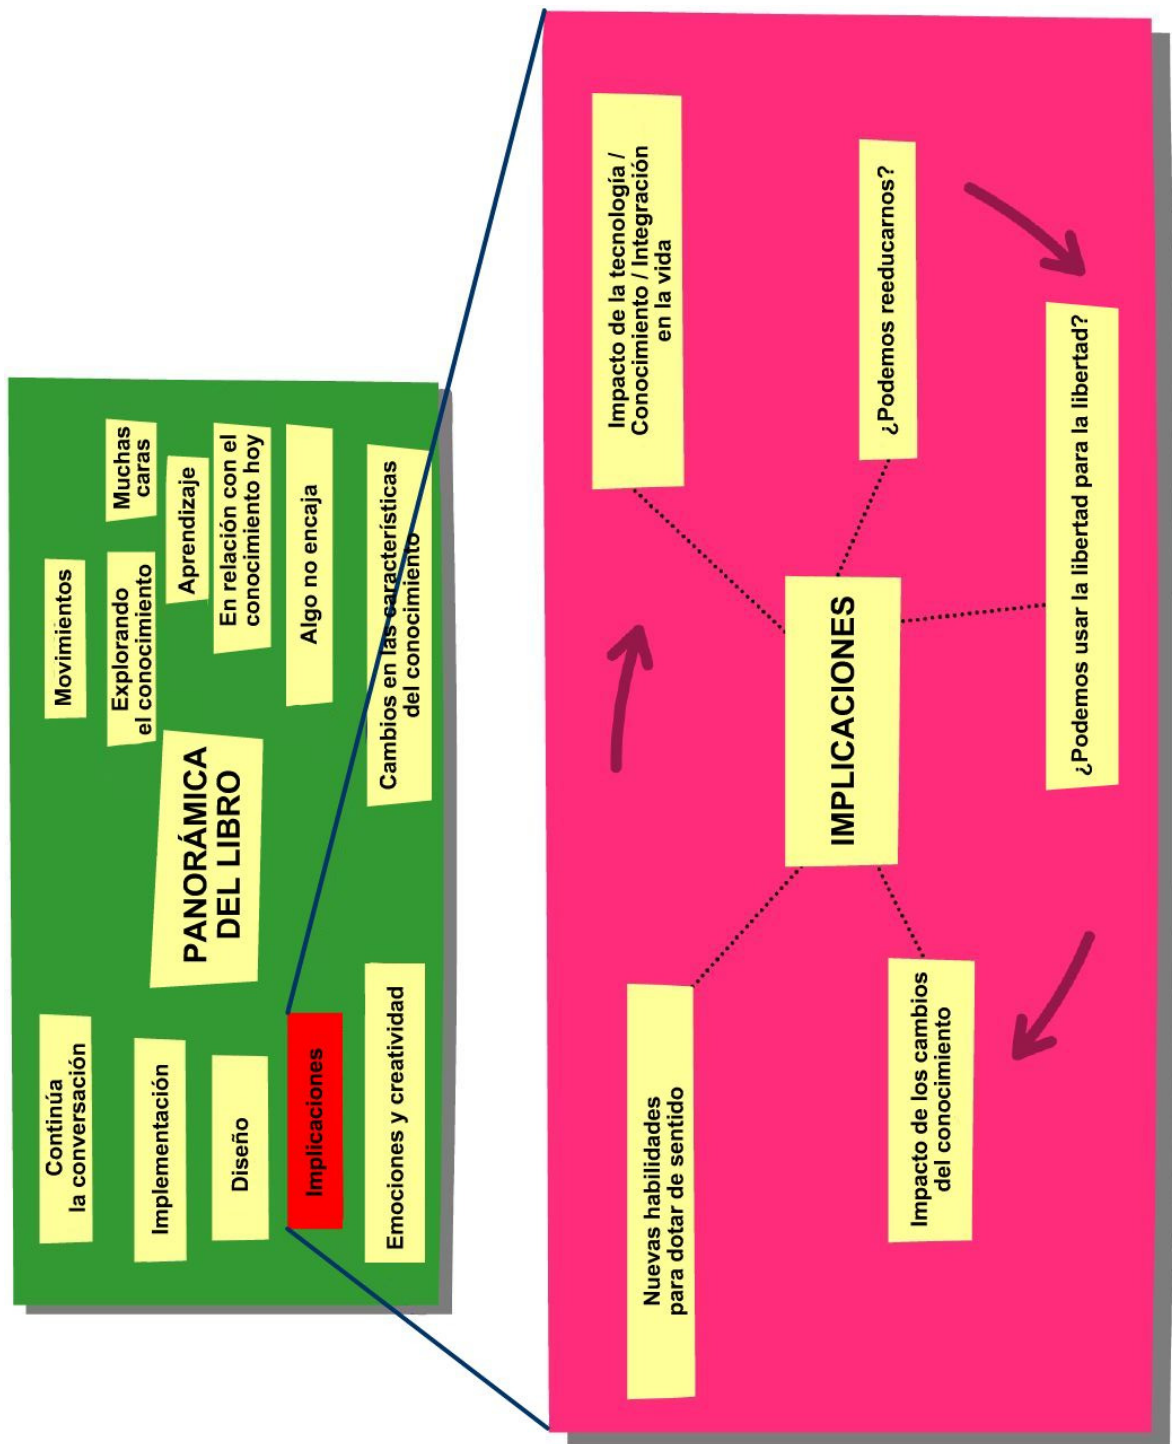 Continúa
la conversación
Movimientos
Implementación
Explorando
el conocimiento
Muchas
caras
PANORÁMICA
DEL LIBRO
Aprendizaje
Diseño
En relación con el
conocimiento hoy
Implicaciones
Algo no encaja
Emociones y creatividad
Cambios en las características
del conocimiento
Impacto de la tecnología /
Conocimiento / Integración
en la vida
Nuevas habilidades
para dotar de sentido
IMPLICACIONES
¿Podemos reeducarnos?
Impacto de los cambios
del conocimiento
¿Podemos usar la libertad para la libertad?